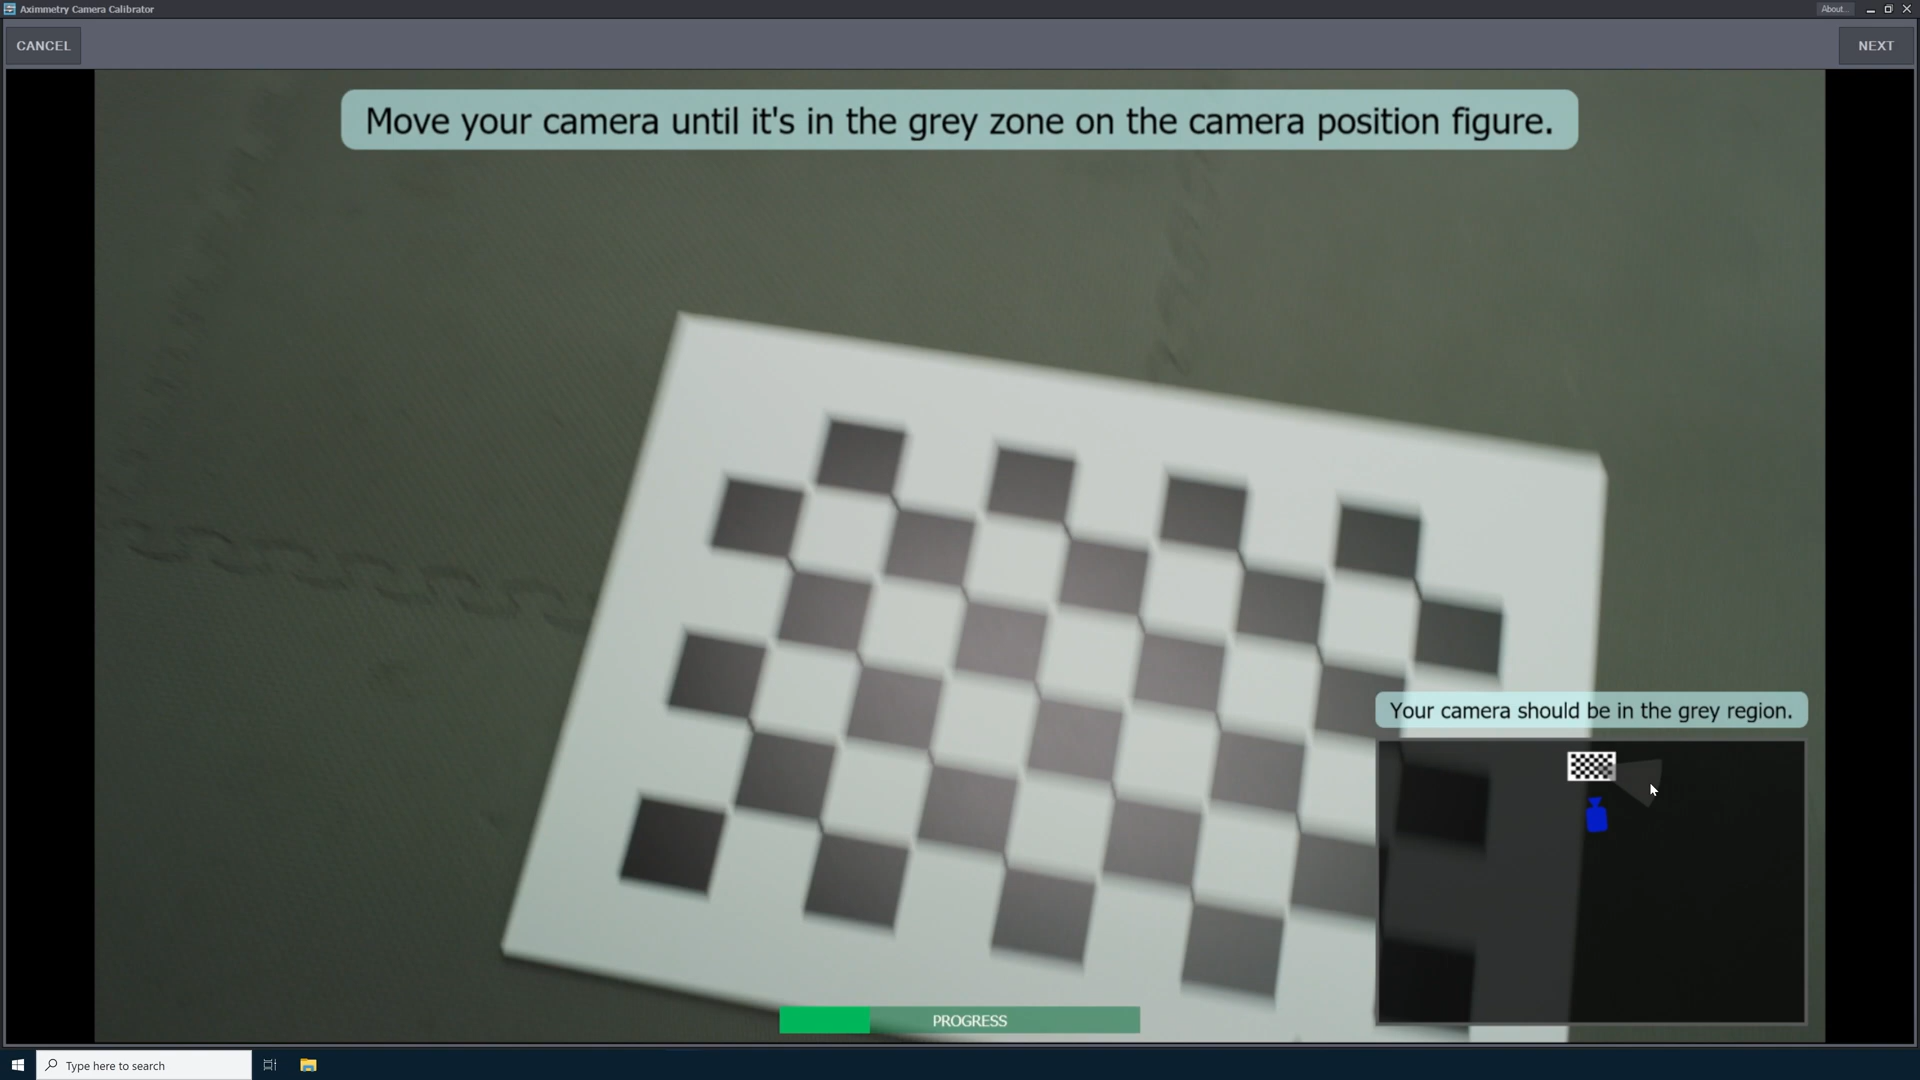 Aximmetry Camera Calibrator
About...
CANCEL
NEXT
Move your camera until it's in the grey zone on the camera position figure.
Your camera should be in the grey region.
PROGRESS
Type here to search